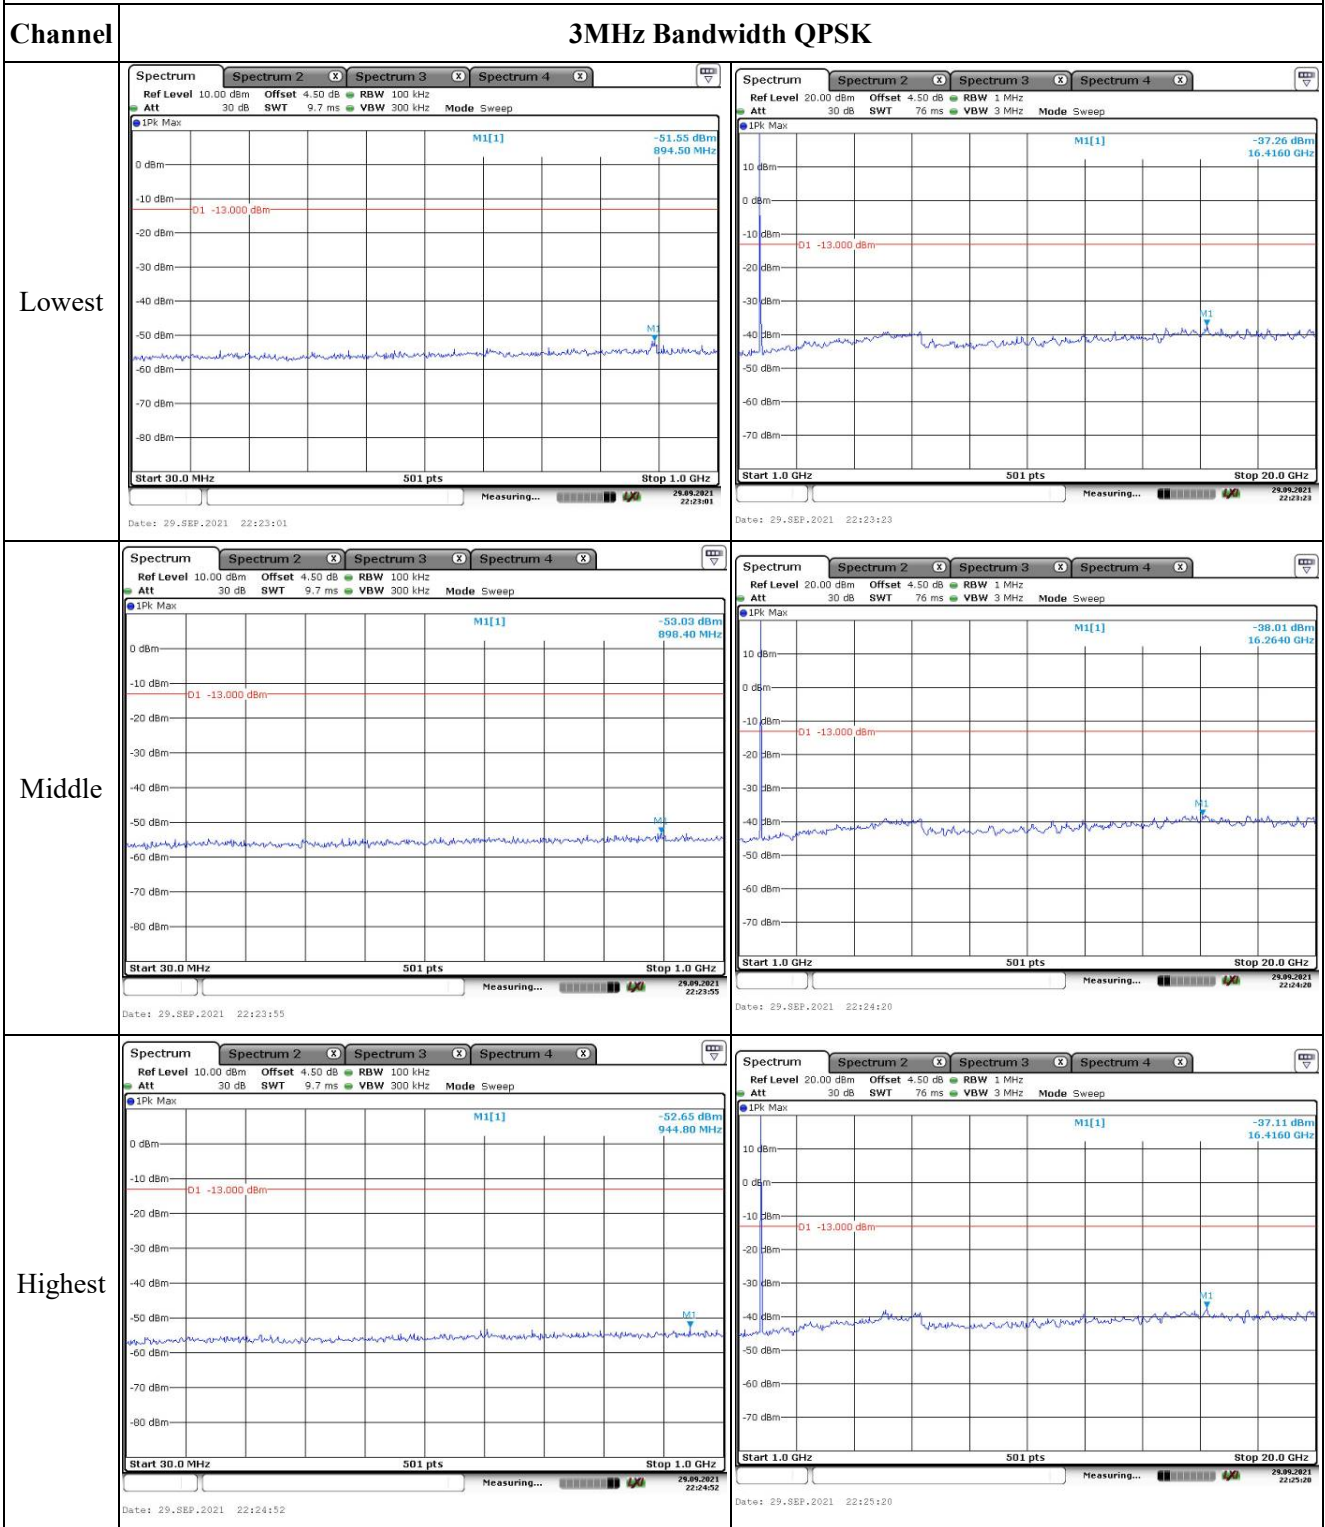 Channel 3MHz Bandwidth QPSK
Lowest
Spectrum Spectrum 2 X Spectrum 3 X Spectrum 4 X
Ref Level 10.00 dBm Offset 4.50 dB RBW 100 kHz
Att 30 dB SWT 9.7 ms VBW 300 kHz Mode Sweep
1Pk Max
M1[1] -51.55 dBm
894.50 MHz
0 dBm
-10 dBm
D1 -13.000 dBm
-20 dBm
-30 dBm
-40 dBm
-50 dBm
M1
-60 dBm
-70 dBm
-80 dBm
Start 30.0 MHz 501 pts Stop 1.0 GHz
Measuring... 29.09.2021
22:23:01
Date: 29.SEP.2021 22:23:01
Spectrum Spectrum 2 X Spectrum 3 X Spectrum 4 X
Ref Level 20.00 dBm Offset 4.50 dB RBW 1 MHz
Att 30 dB SWT 76 ms VBW 3 MHz Mode Sweep
1Pk Max
M1[1] -37.26 dBm
16.4160 GHz
10 dBm
0 dBm
-10 dBm
D1 -13.000 dBm
-20 dBm
-30 dBm
M1
-40 dBm
-50 dBm
-60 dBm
-70 dBm
Start 1.0 GHz 501 pts Stop 20.0 GHz
Measuring... 29.09.2021
22:23:23
Date: 29.SEP.2021 22:23:23
Middle
Spectrum Spectrum 2 X Spectrum 3 X Spectrum 4 X
Ref Level 10.00 dBm Offset 4.50 dB RBW 100 kHz
Att 30 dB SWT 9.7 ms VBW 300 kHz Mode Sweep
1Pk Max
M1[1] -53.03 dBm
898.40 MHz
0 dBm
-10 dBm
D1 -13.000 dBm
-20 dBm
-30 dBm
-40 dBm
-50 dBm
M1
-60 dBm
-70 dBm
-80 dBm
Start 30.0 MHz 501 pts Stop 1.0 GHz
Measuring... 29.09.2021
22:23:55
Date: 29.SEP.2021 22:23:55
Spectrum Spectrum 2 X Spectrum 3 X Spectrum 4 X
Ref Level 20.00 dBm Offset 4.50 dB RBW 1 MHz
Att 30 dB SWT 76 ms VBW 3 MHz Mode Sweep
1Pk Max
M1[1] -38.01 dBm
16.2640 GHz
10 dBm
0 dBm
-10 dBm
D1 -13.000 dBm
-20 dBm
-30 dBm
M1
-40 dBm
-50 dBm
-60 dBm
-70 dBm
Start 1.0 GHz 501 pts Stop 20.0 GHz
Measuring... 29.09.2021
22:24:20
Date: 29.SEP.2021 22:24:20
Highest
Spectrum Spectrum 2 X Spectrum 3 X Spectrum 4 X
Ref Level 10.00 dBm Offset 4.50 dB RBW 100 kHz
Att 30 dB SWT 9.7 ms VBW 300 kHz Mode Sweep
1Pk Max
M1[1] -52.65 dBm
944.80 MHz
0 dBm
-10 dBm
D1 -13.000 dBm
-20 dBm
-30 dBm
-40 dBm
-50 dBm
M1
-60 dBm
-70 dBm
-80 dBm
Start 30.0 MHz 501 pts Stop 1.0 GHz
Measuring... 29.09.2021
22:24:52
Date: 29.SEP.2021 22:24:52
Spectrum Spectrum 2 X Spectrum 3 X Spectrum 4 X
Ref Level 20.00 dBm Offset 4.50 dB RBW 1 MHz
Att 30 dB SWT 76 ms VBW 3 MHz Mode Sweep
1Pk Max
M1[1] -37.11 dBm
16.4160 GHz
10 dBm
0 dBm
-10 dBm
D1 -13.000 dBm
-20 dBm
-30 dBm
M1
-40 dBm
-50 dBm
-60 dBm
-70 dBm
Start 1.0 GHz 501 pts Stop 20.0 GHz
Measuring... 29.09.2021
22:25:20
Date: 29.SEP.2021 22:25:20